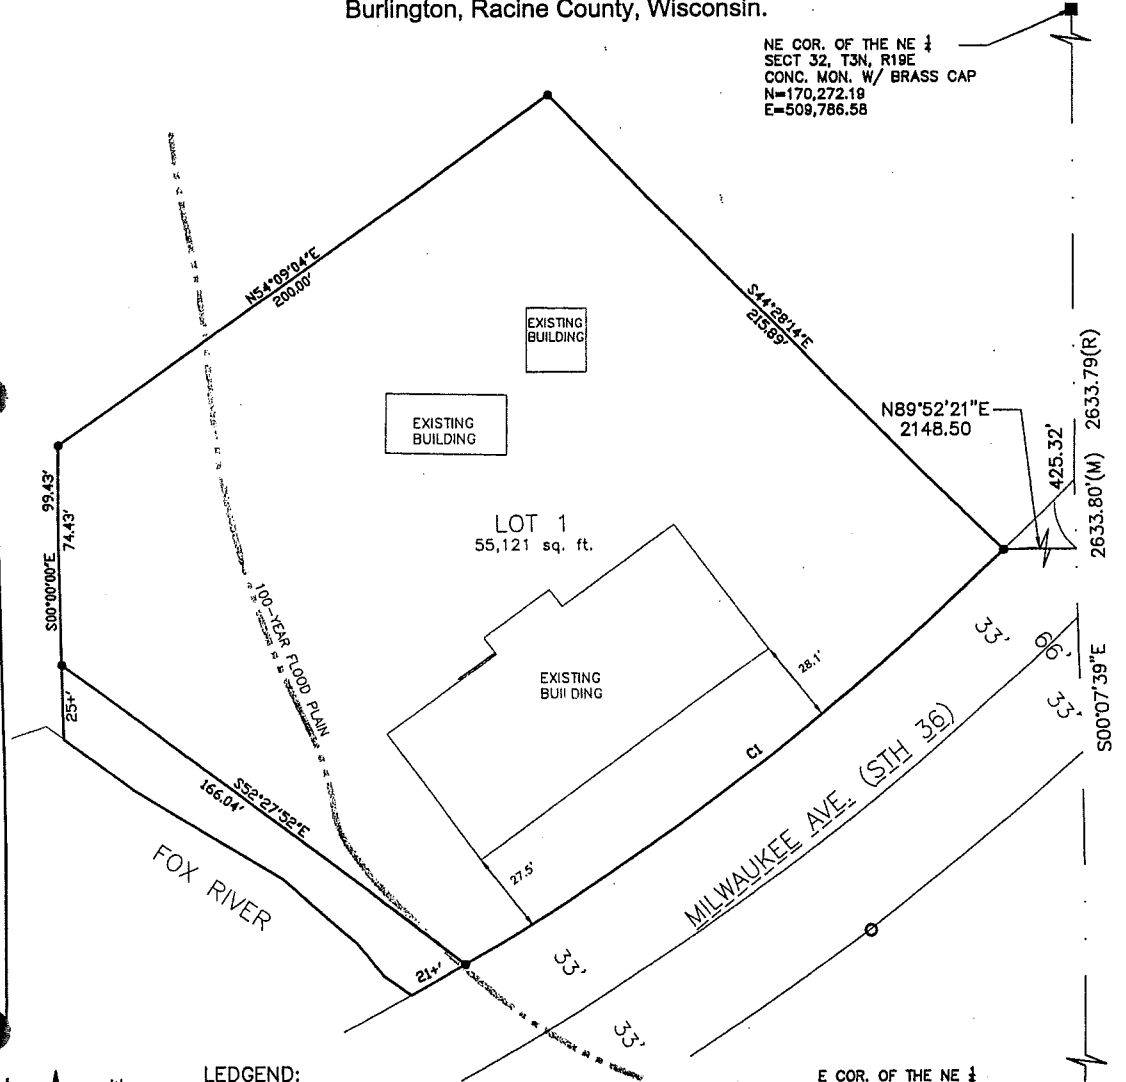 Burlington, Racine County, Wisconsin.
NE COR. OF THE NE ¼
SECT 32, T3N, R19E
CONC. MON. W/ BRASS CAP
N=170,272.19
E=509,786.58
N54°09'04"E
200.00'
S44°28'14"E
215.89'
EXISTING
BUILDING
EXISTING
BUILDING
N89°52'21"E
2148.50
425.32'
2633.80'(M) 2633.79(R)
S00°00'00"E 99.43'
74.43'
LOT 1
55,121 sq. ft.
100-YEAR FLOOD PLAIN
EXISTING
BUILDING
28.1'
33'
66'
33'
S00°07'39"E
25+'
S52°27'52"E
166.04'
C1
MILWAUKEE AVE. (STH 36)
FOX RIVER
27.5'
21+'
33'
33'
LEDGEND:
E COR. OF THE NE ¼